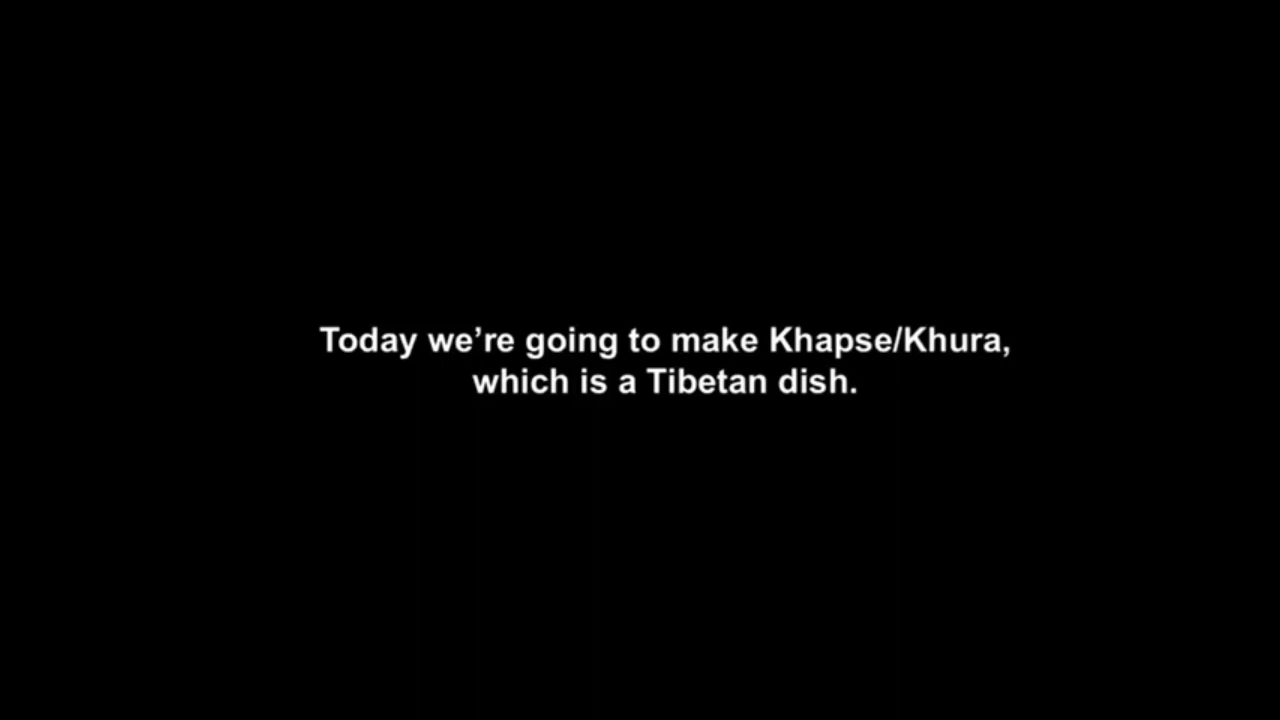 Today we’re going to make Khapse/Khura,
which is a Tibetan dish.